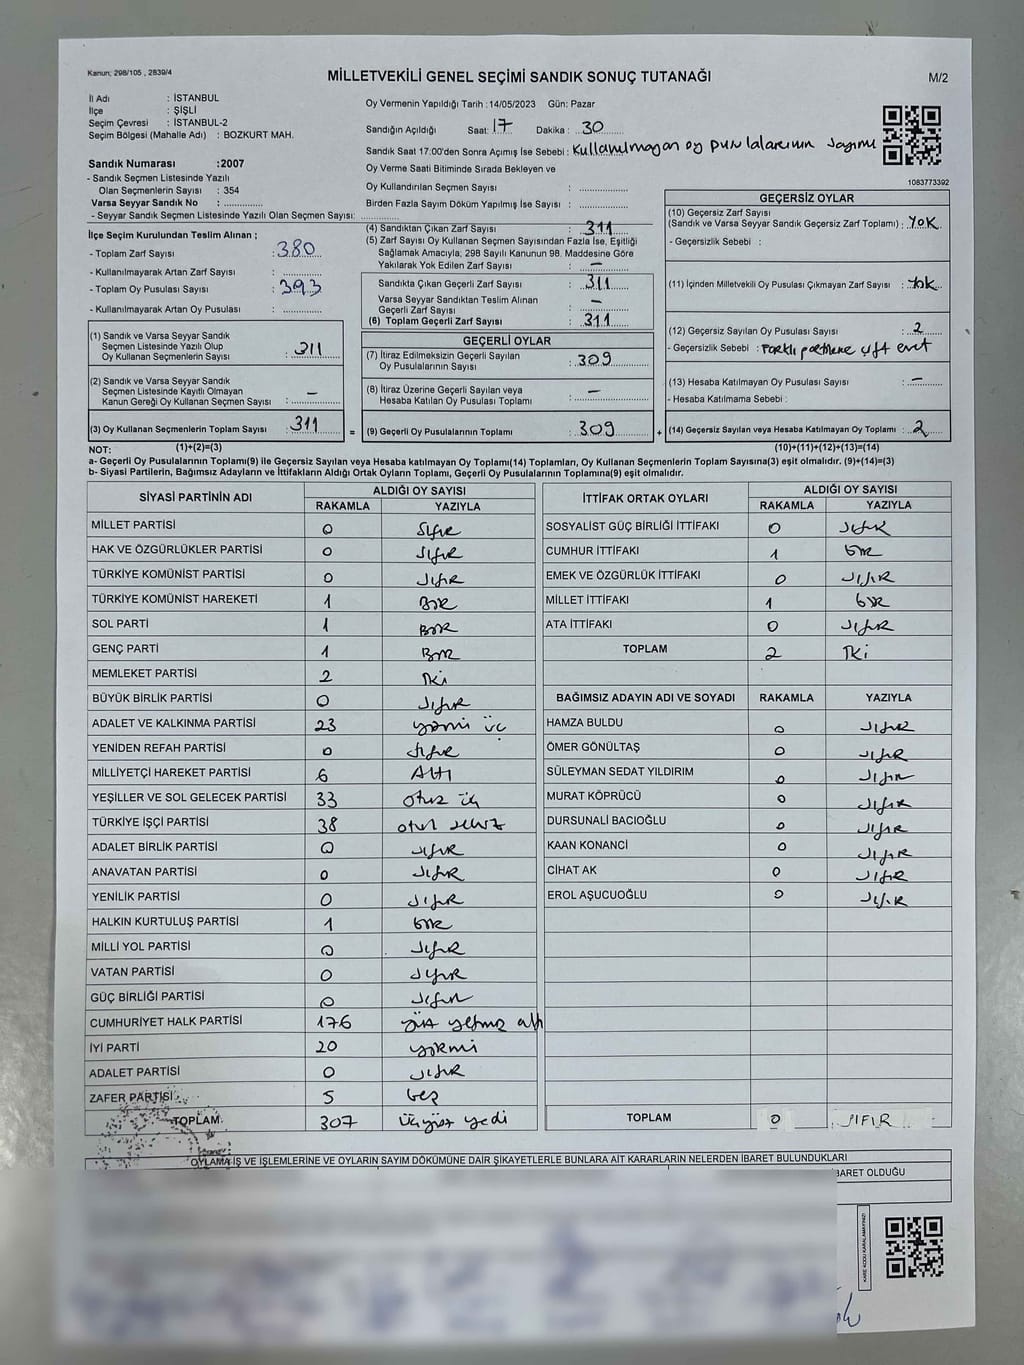 Kanun; 298/105 , 2839/4
MİLLETVEKİLİ GENEL SEÇİMİ SANDIK SONUÇ TUTANAĞI
M/2
İl Adı : İSTANBUL
İlçe : ŞİŞLİ
Seçim Çevresi : İSTANBUL-2
Seçim Bölgesi (Mahalle Adı) : BOZKURT MAH.
Sandık Numarası :2007
- Sandık Seçmen Listesinde Yazılı
Olan Seçmenlerin Sayısı : 354
Varsa Seyyar Sandık No : ............
- Seyyar Sandık Seçmen Listesinde Yazılı Olan Seçmen Sayısı: ............
Oy Vermenin Yapıldığı Tarih :14/05/2023 Gün: Pazar
Sandığın Açıldığı Saat: 17 Dakika : 30
Sandık Saat 17:00'den Sonra Açımış İse Sebebi : Kullanılmayan oy pusulalarının sayımı
Oy Verme Saati Bitiminde Sırada Bekleyen ve
Oy Kullandırılan Seçmen Sayısı : ............
Birden Fazla Sayım Döküm Yapılmış İse Sayısı : ............
1083773392
İlçe Seçim Kurulundan Teslim Alınan ;
- Toplam Zarf Sayısı : 380
- Kullanılmayarak Artan Zarf Sayısı : ............
- Toplam Oy Pusulası Sayısı : 393
- Kullanılmayarak Artan Oy Pusulası : ............
(1) Sandık ve Varsa Seyyar Sandık
Seçmen Listesinde Yazılı Olup
Oy Kullanan Seçmenlerin Sayısı : 311
(2) Sandık ve Varsa Seyyar Sandık
Seçmen Listesinde Kayıtlı Olmayan
Kanun Gereği Oy Kullanan Seçmen Sayısı : –
(3) Oy Kullanan Seçmenlerin Toplam Sayısı : 311
(4) Sandıktan Çıkan Zarf Sayısı : 311
(5) Zarf Sayısı Oy Kullanan Seçmen Sayısından Fazla İse, Eşitliği
Sağlamak Amacıyla; 298 Sayılı Kanunun 98. Maddesine Göre
Yakılarak Yok Edilen Zarf Sayısı : –
Sandıkta Çıkan Geçerli Zarf Sayısı : 311
Varsa Seyyar Sandıktan Teslim Alınan
Geçerli Zarf Sayısı : –
(6) Toplam Geçerli Zarf Sayısı : 311
GEÇERLİ OYLAR
(7) İtiraz Edilmeksizin Geçerli Sayılan
Oy Pusulalarının Sayısı : 309
(8) İtiraz Üzerine Geçerli Sayılan veya
Hesaba Katılan Oy Pusulası Toplamı : –
= (9) Geçerli Oy Pusulalarının Toplamı : 309
GEÇERSİZ OYLAR
(10) Geçersiz Zarf Sayısı
(Sandık ve Varsa Seyyar Sandık Geçersiz Zarf Toplamı) : YOK
- Geçersizlik Sebebi :
(11) İçinden Milletvekili Oy Pusulası Çıkmayan Zarf Sayısı : Yok
(12) Geçersiz Sayılan Oy Pusulası Sayısı : 2
- Geçersizlik Sebebi : Farklı partilere çift evet
(13) Hesaba Katılmayan Oy Pusulası Sayısı : –
- Hesaba Katılmama Sebebi :
+ (14) Geçersiz Sayılan veya Hesaba Katılmayan Oy Toplamı : 2
NOT: (1)+(2)=(3) (10)+(11)+(12)+(13)=(14)
a- Geçerli Oy Pusulalarının Toplamı(9) ile Geçersiz Sayılan veya Hesaba katılmayan Oy Toplamı(14) Toplamları, Oy Kullanan Seçmenlerin Toplam Sayısına(3) eşit olmalıdır. (9)+(14)=(3)
b- Siyasi Partilerin, Bağımsız Adayların ve İttifakların Aldığı Ortak Oyların Toplamı, Geçerli Oy Pusulalarının Toplamına(9) eşit olmalıdır.
SİYASİ PARTİNİN ADI ALDIĞI OY SAYISI
RAKAMLA YAZIYLA
MİLLET PARTİSİ 0 Sıfır
HAK VE ÖZGÜRLÜKLER PARTİSİ 0 Sıfır
TÜRKİYE KOMÜNİST PARTİSİ 0 Sıfır
TÜRKİYE KOMÜNİST HAREKETİ 1 Bir
SOL PARTİ 1 Bir
GENÇ PARTİ 1 Bir
MEMLEKET PARTİSİ 2 İki
BÜYÜK BİRLİK PARTİSİ 0 Sıfır
ADALET VE KALKINMA PARTİSİ 23 yirmi üç
YENİDEN REFAH PARTİSİ 0 Sıfır
MİLLİYETÇİ HAREKET PARTİSİ 6 Altı
YEŞİLLER VE SOL GELECEK PARTİSİ 33 otuz üç
TÜRKİYE İŞÇİ PARTİSİ 38 otuz sekiz
ADALET BİRLİK PARTİSİ 0 Sıfır
ANAVATAN PARTİSİ 0 Sıfır
YENİLİK PARTİSİ 0 Sıfır
HALKIN KURTULUŞ PARTİSİ 1 bir
MİLLİ YOL PARTİSİ 0 Sıfır
VATAN PARTİSİ 0 Sıfır
GÜÇ BİRLİĞİ PARTİSİ 0 Sıfır
CUMHURİYET HALK PARTİSİ 176 yüz yetmiş altı
İYİ PARTİ 20 yirmi
ADALET PARTİSİ 0 Sıfır
ZAFER PARTİSİ 5 beş
TOPLAM 307 Üçyüz yedi
İTTİFAK ORTAK OYLARI ALDIĞI OY SAYISI
RAKAMLA YAZIYLA
SOSYALİST GÜÇ BİRLİĞİ İTTİFAKI 0 Sıfır
CUMHUR İTTİFAKI 1 bir
EMEK VE ÖZGÜRLÜK İTTİFAKI 0 Sıfır
MİLLET İTTİFAKI 1 bir
ATA İTTİFAKI 0 Sıfır
TOPLAM 2 İki
BAĞIMSIZ ADAYIN ADI VE SOYADI RAKAMLA YAZIYLA
HAMZA BULDU 0 Sıfır
ÖMER GÖNÜLTAŞ 0 Sıfır
SÜLEYMAN SEDAT YILDIRIM 0 Sıfır
MURAT KÖPRÜCÜ 0 Sıfır
DURSUNALİ BACIOĞLU 0 Sıfır
KAAN KONANCİ 0 Sıfır
CİHAT AK 0 Sıfır
EROL AŞUCUOĞLU 0 Sıfır
TOPLAM 0 SIFIR
OYLAMA İŞ VE İŞLEMLERİNE VE OYLARIN SAYIM DÖKÜMÜNE DAİR ŞİKAYETLERLE BUNLARA AİT KARARLARIN NELERDEN İBARET BULUNDUKLARI
İBARET OLDUĞU
KARE KODU KARALAMAYINIZ!